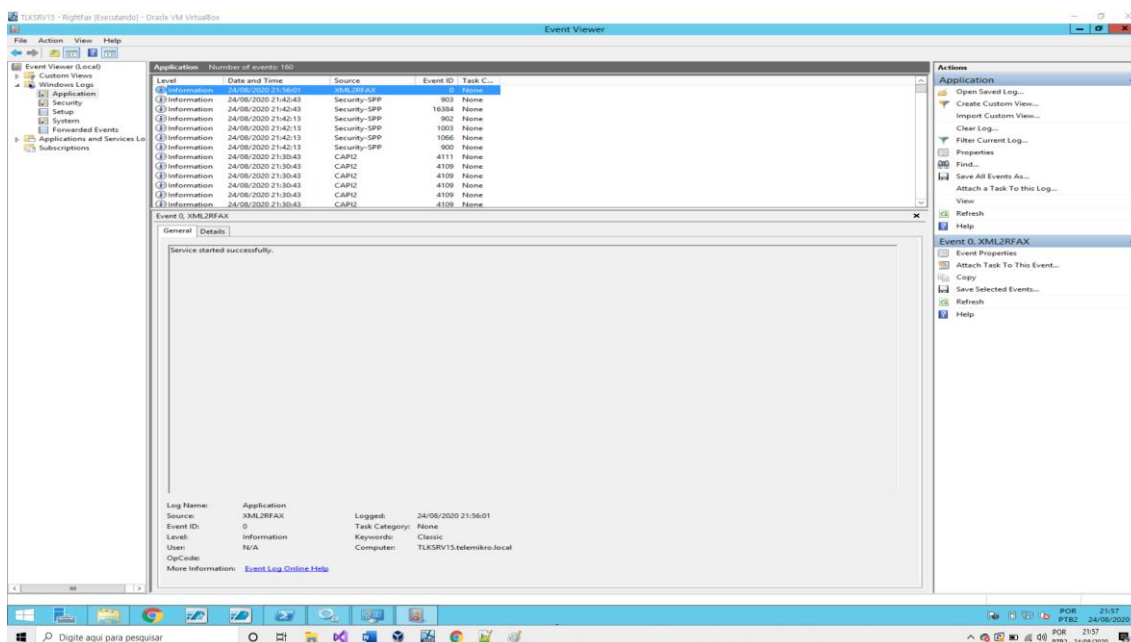 TLKSRV15 - RightFax [Executando] - Oracle VM VirtualBox
Event Viewer
File Action View Help
Event Viewer (Local)
Custom Views
Windows Logs
Application
Security
Setup
System
Forwarded Events
Applications and Services Lo
Subscriptions
Application Number of events: 160
Level Date and Time Source Event ID Task C...
Information 24/08/2020 21:56:01 XML2RFAX 0 None
Information 24/08/2020 21:42:43 Security-SPP 903 None
Information 24/08/2020 21:42:43 Security-SPP 16384 None
Information 24/08/2020 21:42:13 Security-SPP 902 None
Information 24/08/2020 21:42:13 Security-SPP 1003 None
Information 24/08/2020 21:42:13 Security-SPP 1066 None
Information 24/08/2020 21:42:13 Security-SPP 900 None
Information 24/08/2020 21:30:43 CAPI2 4111 None
Information 24/08/2020 21:30:43 CAPI2 4109 None
Information 24/08/2020 21:30:43 CAPI2 4109 None
Information 24/08/2020 21:30:43 CAPI2 4109 None
Information 24/08/2020 21:30:43 CAPI2 4109 None
Information 24/08/2020 21:30:43 CAPI2 4109 None
Event 0, XML2RFAX
General Details
Service started successfully.
Log Name: Application
Source: XML2RFAX Logged: 24/08/2020 21:56:01
Event ID: 0 Task Category: None
Level: Information Keywords: Classic
User: N/A Computer: TLKSRV15.telemikro.local
OpCode:
More Information: Event Log Online Help
Actions
Application
Open Saved Log...
Create Custom View...
Import Custom View...
Clear Log...
Filter Current Log...
Properties
Find...
Save All Events As...
Attach a Task To this Log...
View
Refresh
Help
Event 0, XML2RFAX
Event Properties
Attach Task To This Event...
Copy
Save Selected Events...
Refresh
Help
POR 21:57
PTB2 24/08/2020
Digite aqui para pesquisar
POR 21:57
PTB2 24/08/2020